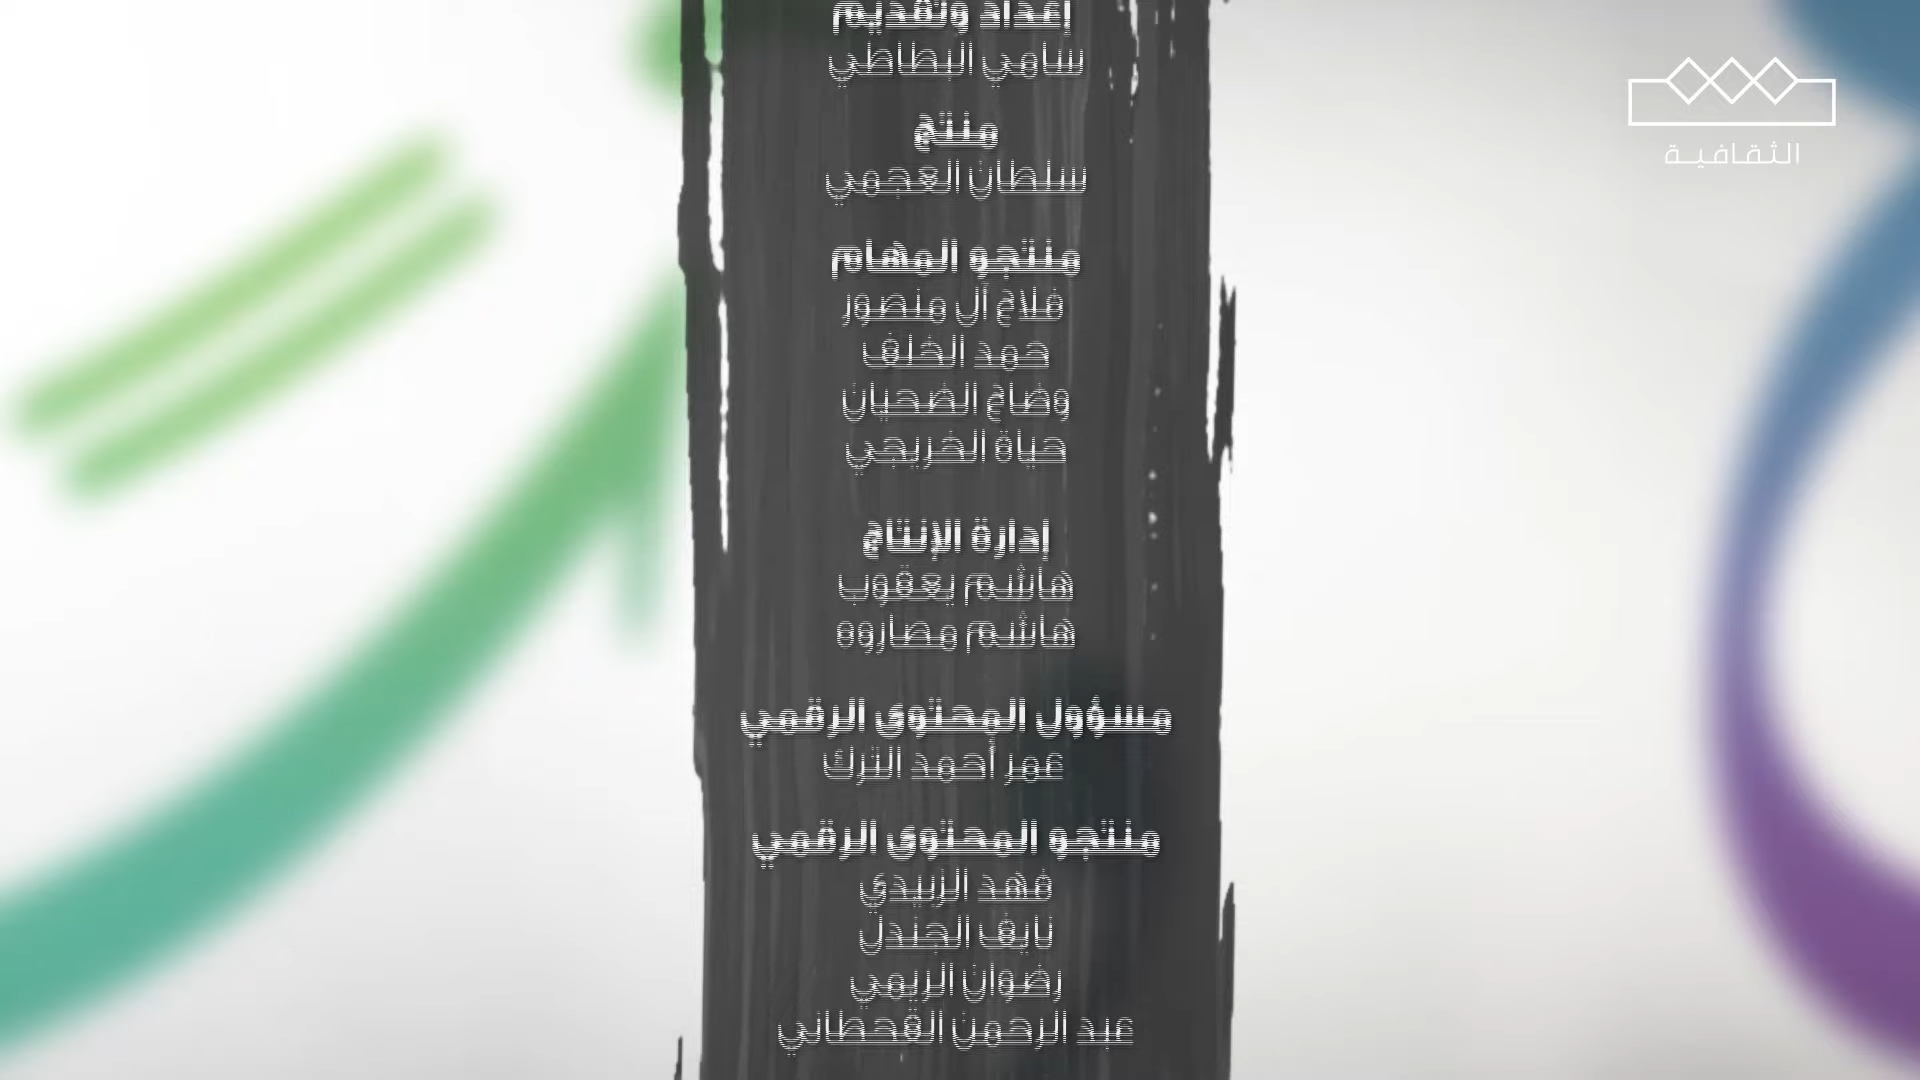 إعداد وتقديم
سامي البطاطي
منتج
سلطان العجمي
منتجو المهام
فلاح آل منصور
حمد الخلف
وضاح الضحيان
حياة الخريجي
إدارة الإنتاج
هاشم يعقوب
هاشم مصاروه
مسؤول المحتوى الرقمي
عمر أحمد الترك
منتجو المحتوى الرقمي
فهد الزبيدي
نايف الجندل
رضوان الريمي
عبد الرحمن القحطاني
الثقافية